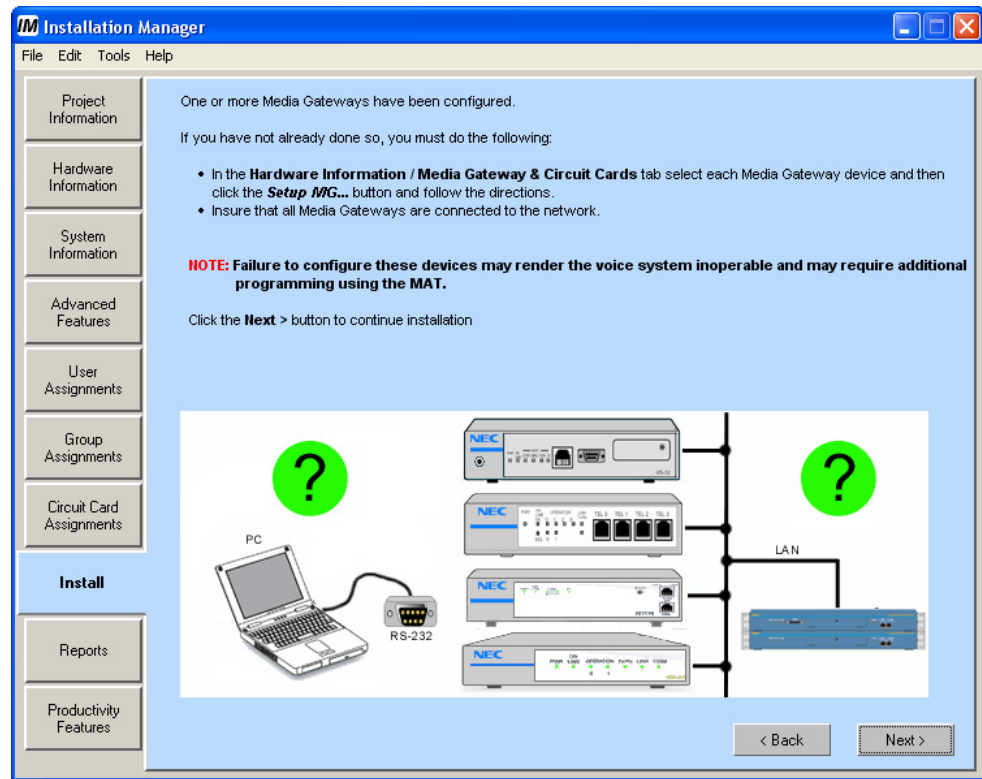 IM Installation Manager
File Edit Tools Help
Project
Information
Hardware
Information
System
Information
Advanced
Features
User
Assignments
Group
Assignments
Circuit Card
Assignments
Install
Reports
Productivity
Features
One or more Media Gateways have been configured.
If you have not already done so, you must do the following:
• In the Hardware Information / Media Gateway & Circuit Cards tab select each Media Gateway device and then
click the Setup MG... button and follow the directions.
• Insure that all Media Gateways are connected to the network.
NOTE: Failure to configure these devices may render the voice system inoperable and may require additional
programming using the MAT.
Click the Next > button to continue installation
?
PC
RS-232
NEC
NEC
OPERATION
TEL 0 TEL 1 TEL 2 TEL 3
NEC
NEC
OPERATION
?
LAN
< Back
Next >